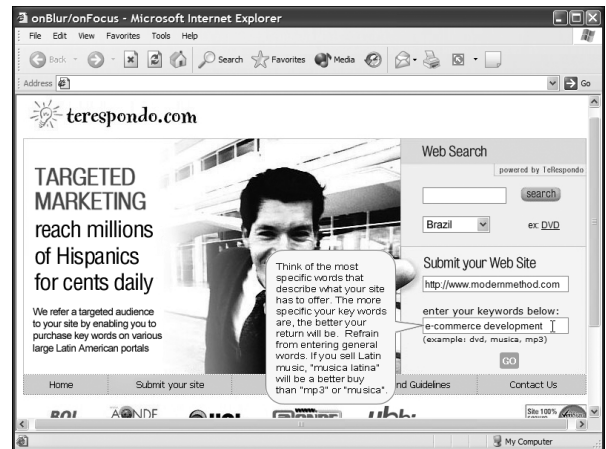 onBlur/onFocus - Microsoft Internet Explorer
File Edit View Favorites Tools Help
Back Search Favorites Media
Address Go
terespondo.com
TARGETED
MARKETING
reach millions
of Hispanics
for cents daily
We refer a targeted audience
to your site by enabling you to
purchase key words on various
large Latin American portals
Web Search
powered by TeRespondo
search
Brazil ex: DVD
Submit your Web Site
http://www.modernmethod.com
enter your keywords below:
e-commerce development
(example: dvd, musica, mp3)
GO
Think of the most
specific words that
describe what your site
has to offer. The more
specific your key words
are, the better your
return will be. Refrain
from entering general
words. If you sell Latin
music, "musica latina"
will be a better buy
than "mp3" or "musica".
Home Submit your site nd Guidelines Contact Us
BOL AONDE UOL
Site 100%
My Computer